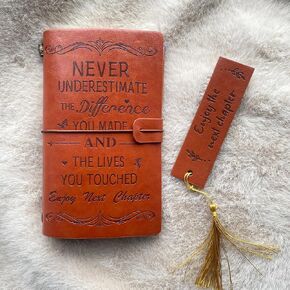 NEVER
UNDERESTIMATE
THE Difference
YOU MADE
AND
THE LIVES
YOU TOUCHED
Enjoy Next Chapter
Enjoy the
next chapter